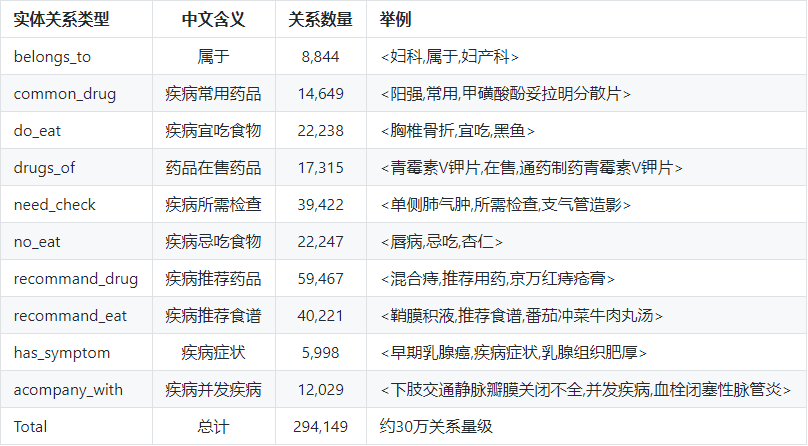 实体关系类型 中文含义 关系数量 举例
belongs_to 属于 8,844 <妇科,属于,妇产科>
common_drug 疾病常用药品 14,649 <阳强,常用,甲磺酸酚妥拉明分散片>
do_eat 疾病宜吃食物 22,238 <胸椎骨折,宜吃,黑鱼>
drugs_of 药品在售药品 17,315 <青霉素V钾片,在售,通药制药青霉素V钾片>
need_check 疾病所需检查 39,422 <单侧肺气肿,所需检查,支气管造影>
no_eat 疾病忌吃食物 22,247 <唇病,忌吃,杏仁>
recommand_drug 疾病推荐药品 59,467 <混合痔,推荐用药,京万红痔疮膏>
recommand_eat 疾病推荐食谱 40,221 <鞘膜积液,推荐食谱,番茄冲菜牛肉丸汤>
has_symptom 疾病症状 5,998 <早期乳腺癌,疾病症状,乳腺组织肥厚>
acompany_with 疾病并发疾病 12,029 <下肢交通静脉瓣膜关闭不全,并发疾病,血栓闭塞性脉管炎>
Total 总计 294,149 约30万关系量级